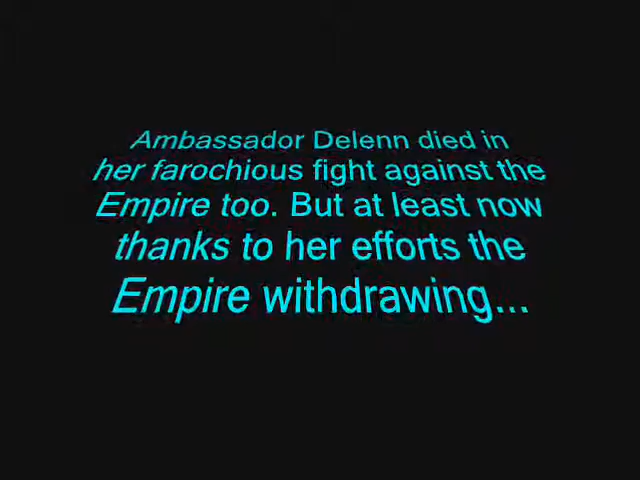 Ambassador Delenn died in
her farochious fight against the
Empire too. But at least now
thanks to her efforts the
Empire withdrawing...